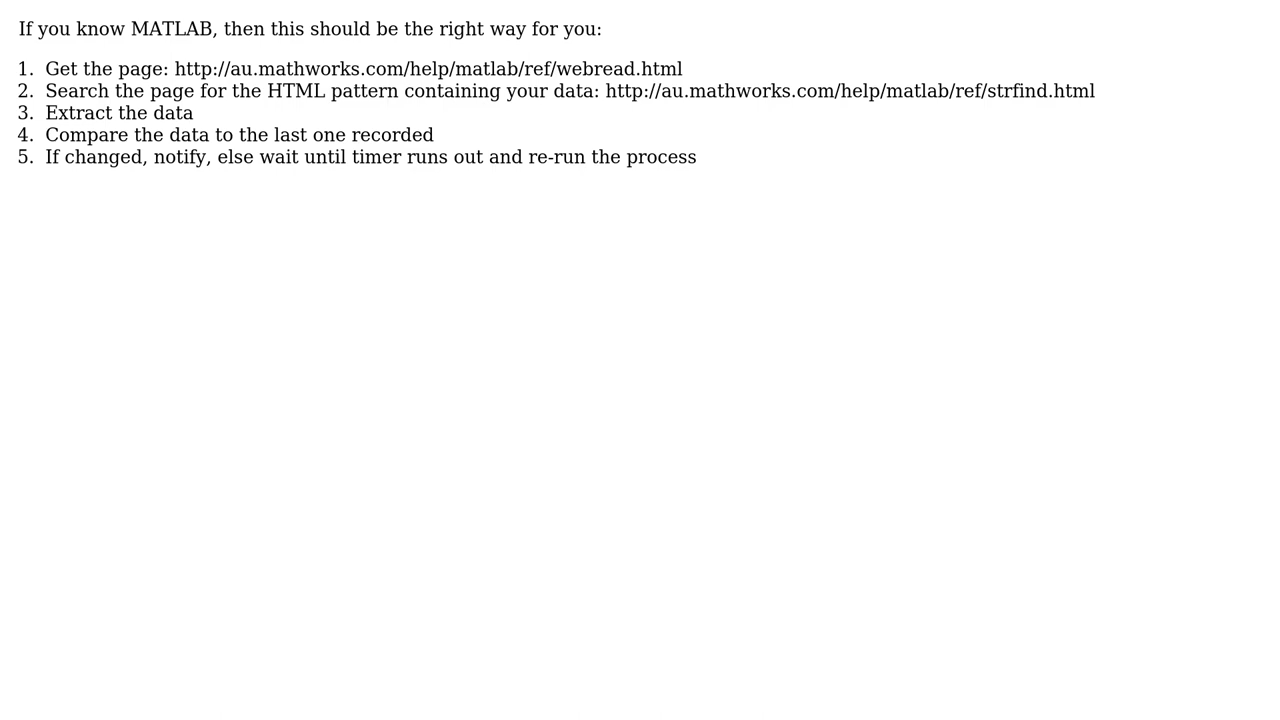 If you know MATLAB, then this should be the right way for you:
1. Get the page: http://au.mathworks.com/help/matlab/ref/webread.html
2. Search the page for the HTML pattern containing your data: http://au.mathworks.com/help/matlab/ref/strfind.html
3. Extract the data
4. Compare the data to the last one recorded
5. If changed, notify, else wait until timer runs out and re-run the process